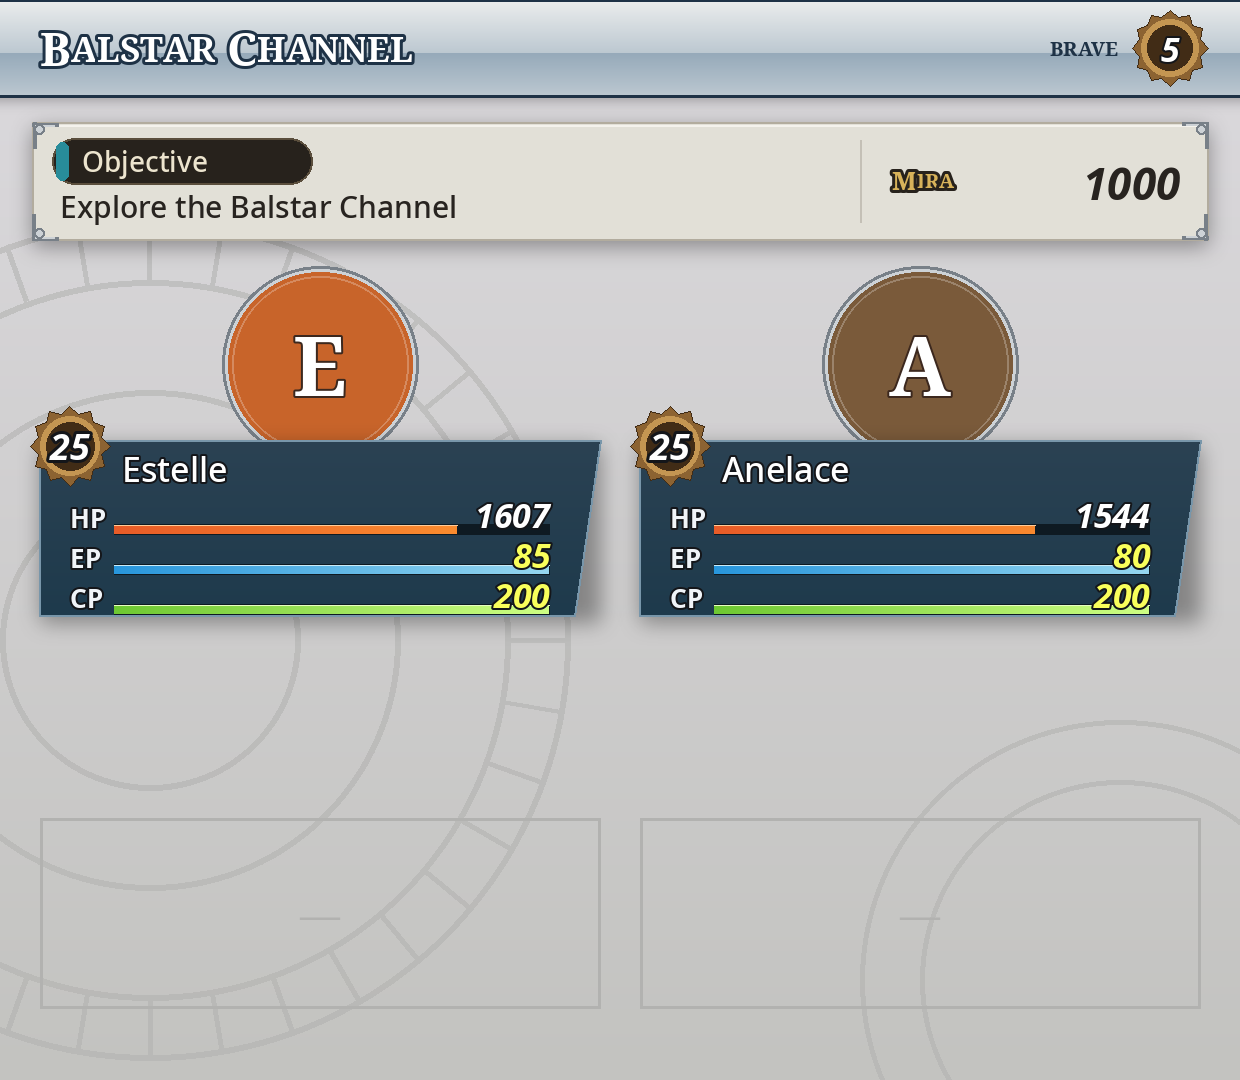 BALSTAR CHANNEL
BRAVE 5
Objective
Explore the Balstar Channel
MIRA 1000
E
A
25 Estelle
HP 1607
EP 85
CP 200
25 Anelace
HP 1544
EP 80
CP 200